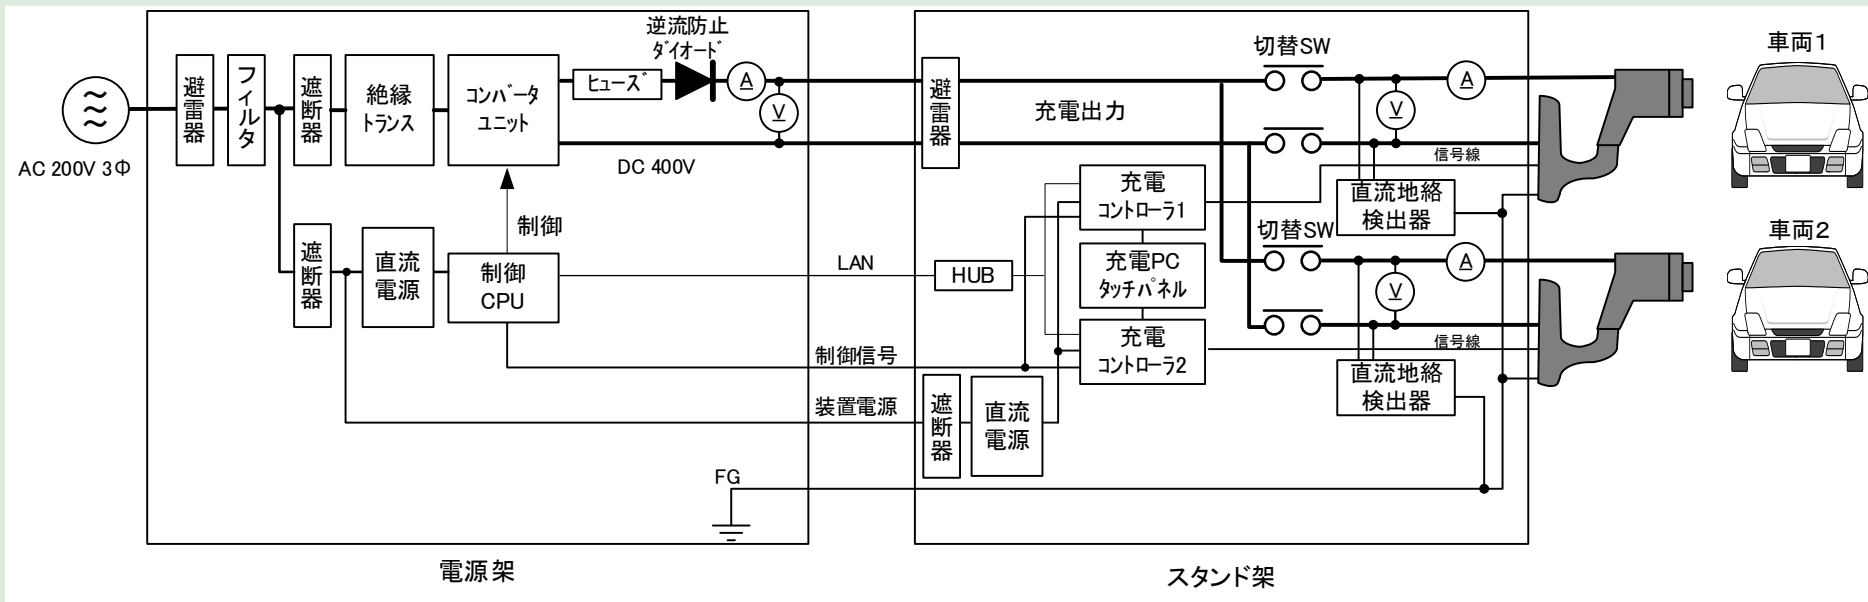 逆流防止
ダイオード
切替SW
車両1
避雷器
フィルタ
遮断器
絶縁
トランス
コンバータ
ユニット
ヒューズ
A
V
避雷器
充電出力
A
V
AC 200V 3Φ
DC 400V
信号線
充電
コントローラ1
直流地絡
検出器
制御
切替SW
車両2
遮断器
直流
電源
制御
CPU
LAN
HUB
充電PC
タッチパネル
A
V
充電
コントローラ2
信号線
制御信号
直流地絡
検出器
装置電源
遮断器
直流
電源
FG
電源架
スタンド架